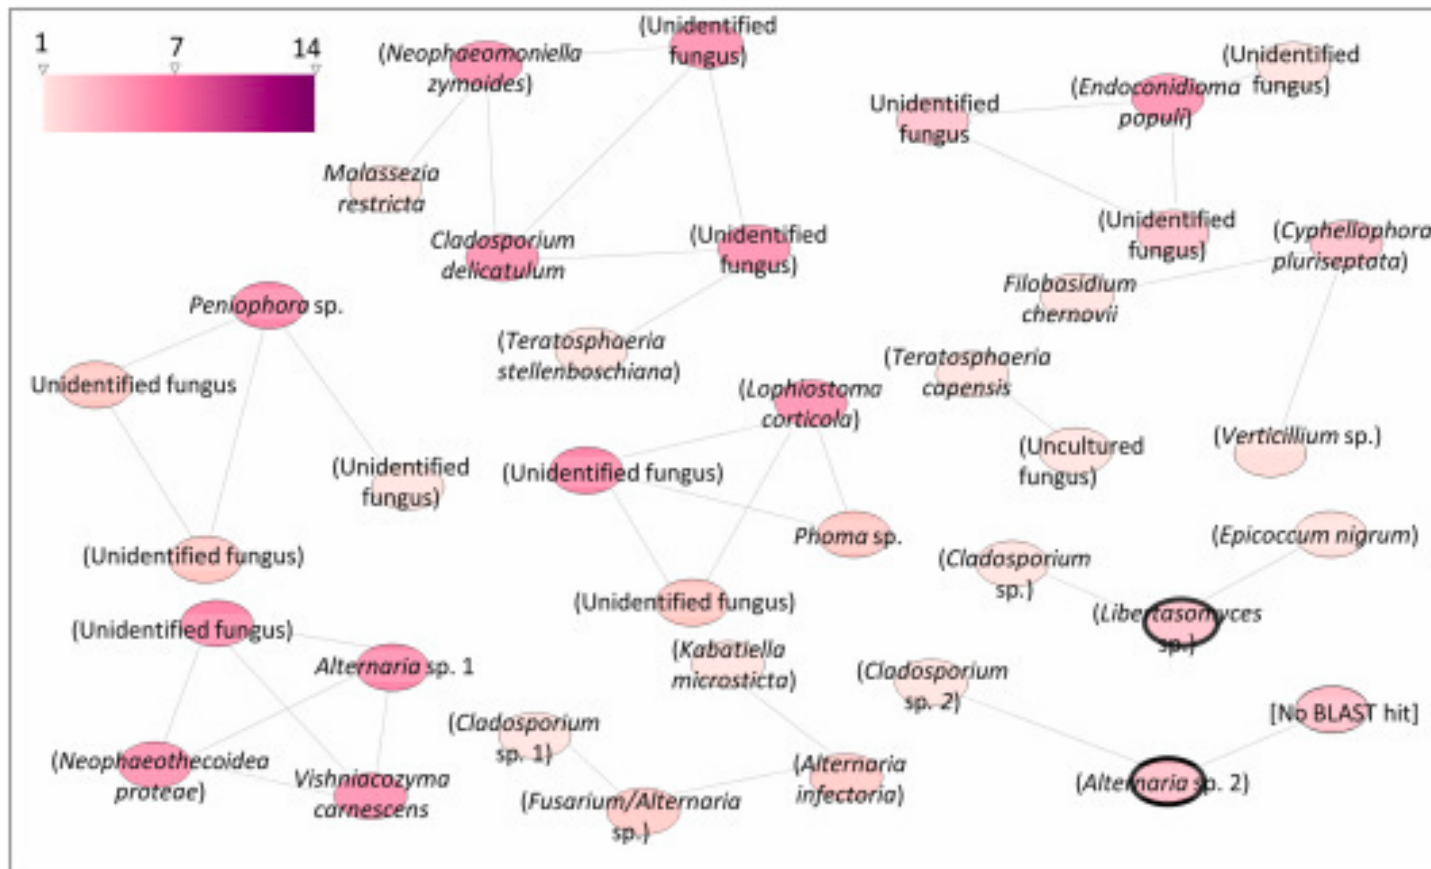 1 7 14
(Neophaeomoniella
zymoides)
(Unidentified
fungus)
Malassezia
restricta
Cladosporium
delicatulum
(Unidentified
fungus)
(Teratosphaeria
stellenboschiana)
(Endoconidioma
populi)
(Unidentified
fungus)
Unidentified
fungus
(Unidentified
fungus)
(Cyphellophora
pluriseptata)
Filobasidium
chernovii
(Verticillium sp.)
Peniophora sp.
Unidentified fungus
(Unidentified
fungus)
(Unidentified fungus)
(Lophiostoma
corticola)
(Unidentified fungus)
Phoma sp.
(Unidentified fungus)
(Teratosphaeria
capensis
(Uncultured
fungus)
(Epicoccum nigrum)
(Cladosporium
sp.)
(Libertasomyces
sp.)
(Unidentified fungus)
Alternaria sp. 1
(Neophaeothecoidea
proteae)
Vishniacozyma
carnescens
(Kabatiella
microsticta)
(Cladosporium
sp. 1)
(Fusarium/Alternaria
sp.)
(Alternaria
infectoria)
(Cladosporium
sp. 2)
[No BLAST hit]
(Alternaria sp. 2)